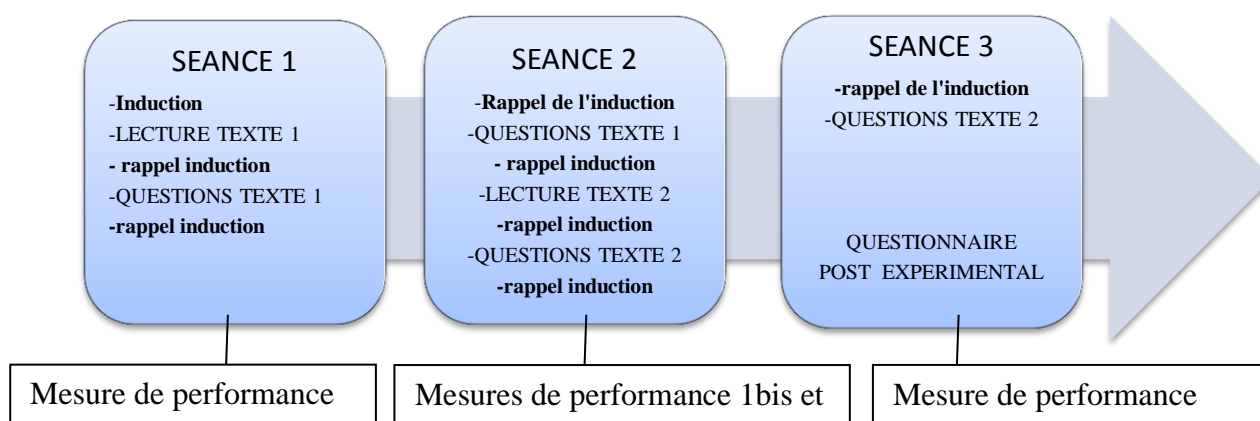 SEANCE 1
-Induction
-LECTURE TEXTE 1
- rappel induction
-QUESTIONS TEXTE 1
-rappel induction
SEANCE 2
-Rappel de l'induction
-QUESTIONS TEXTE 1
- rappel induction
-LECTURE TEXTE 2
-rappel induction
-QUESTIONS TEXTE 2
-rappel induction
SEANCE 3
-rappel de l'induction
-QUESTIONS TEXTE 2
QUESTIONNAIRE
POST EXPERIMENTAL
Mesure de performance
Mesures de performance 1bis et
Mesure de performance